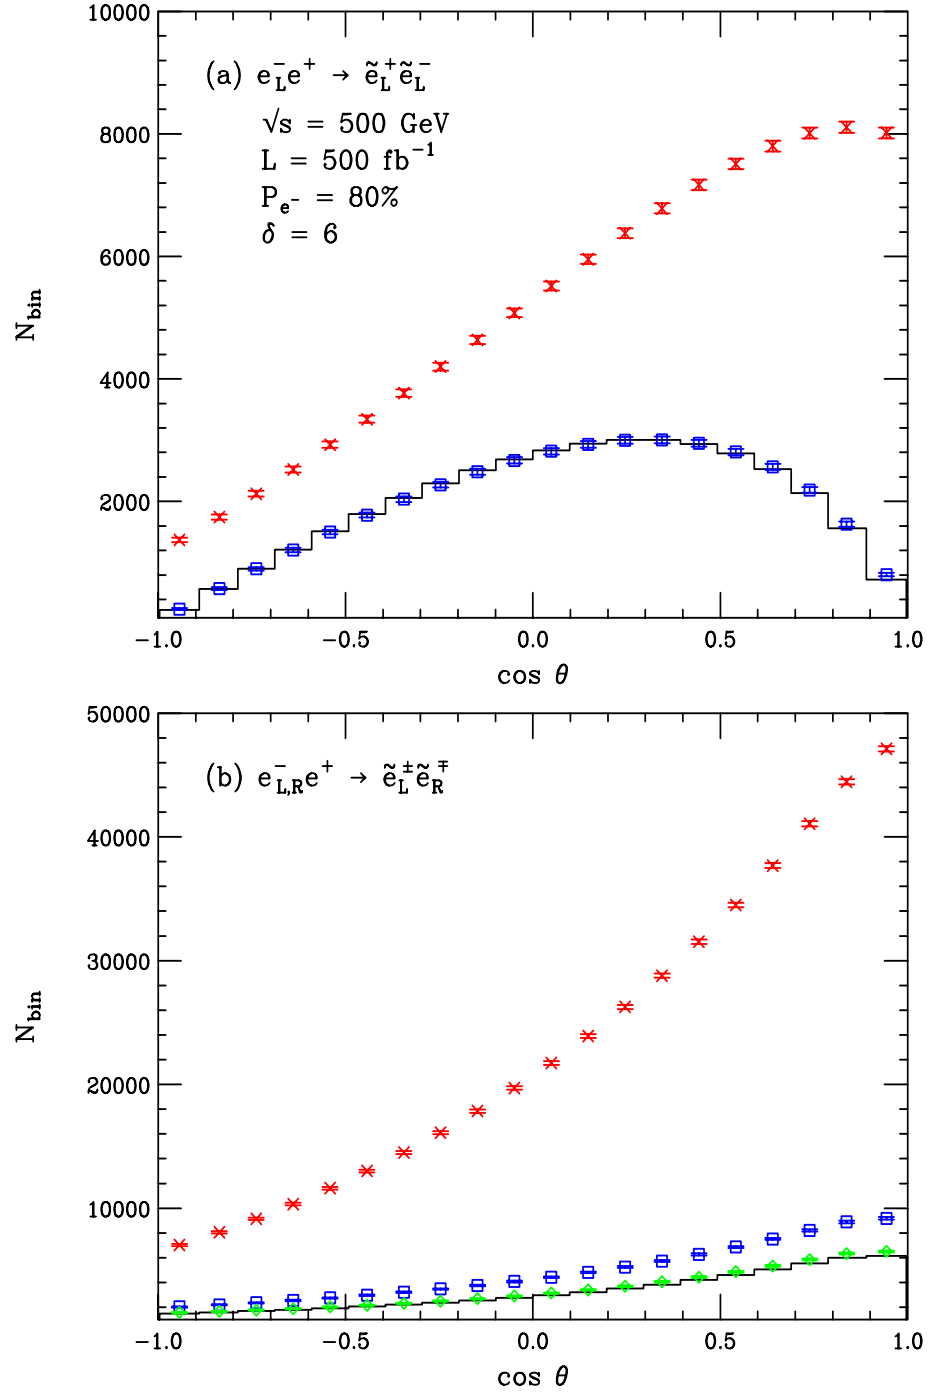 10000
8000
6000
4000
2000
N_bin
(a) e_L^- e^+ → ẽ_L^+ ẽ_L^-
√s = 500 GeV
L = 500 fb^-1
P_e^- = 80%
δ = 6
-1.0 -0.5 0.0 0.5 1.0
cos θ
50000
40000
30000
20000
10000
N_bin
(b) e_L,R^- e^+ → ẽ_L^± ẽ_R^∓
-1.0 -0.5 0.0 0.5 1.0
cos θ